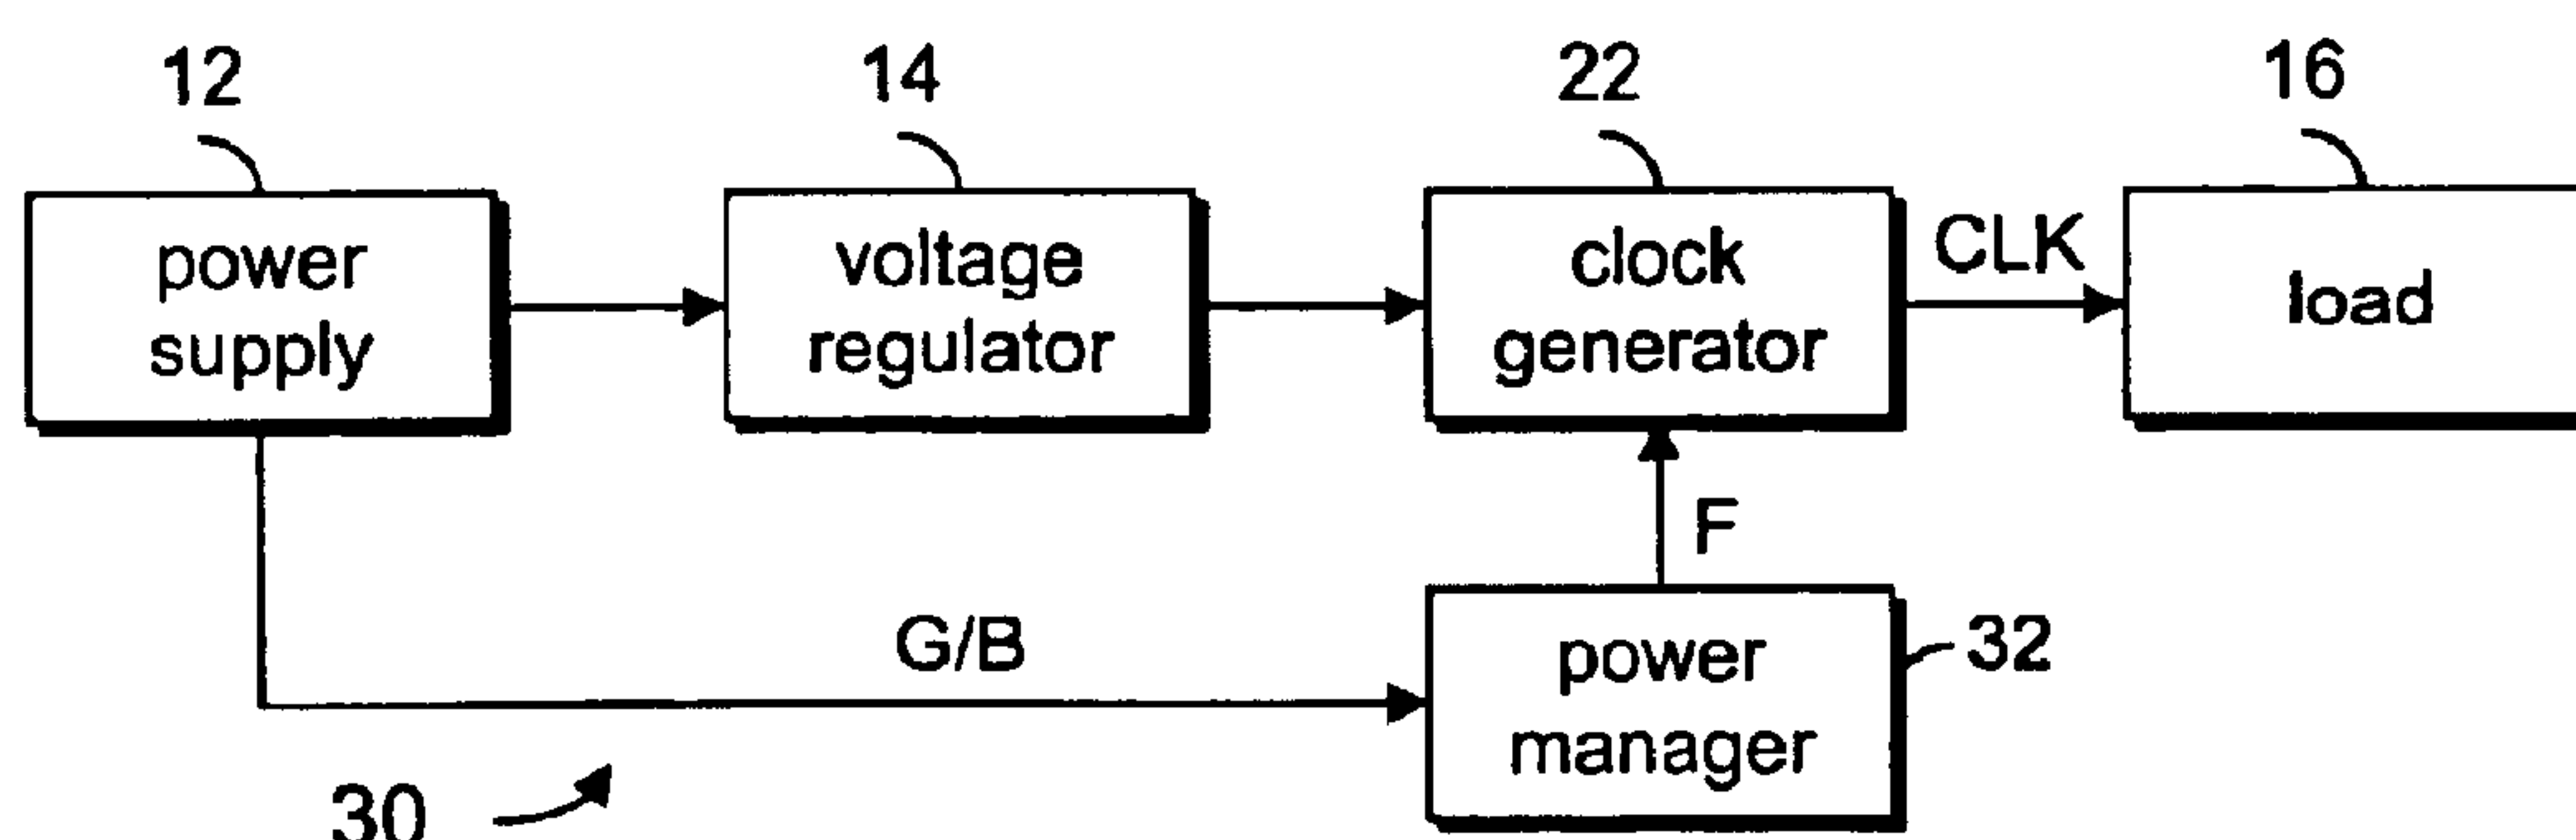 12
14
22
16
power
supply
voltage
regulator
clock
generator
CLK
load
F
G/B
power
manager
32
30